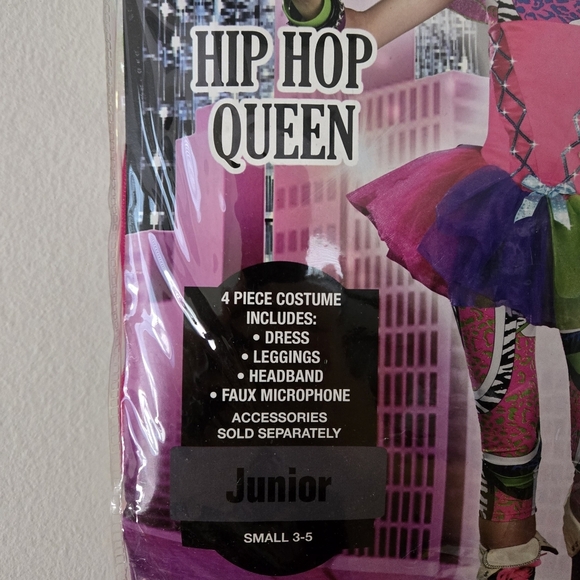 HIP HOP
QUEEN
4 PIECE COSTUME
INCLUDES:
• DRESS
• LEGGINGS
• HEADBAND
• FAUX MICROPHONE
ACCESSORIES
SOLD SEPARATELY
Junior
SMALL 3-5